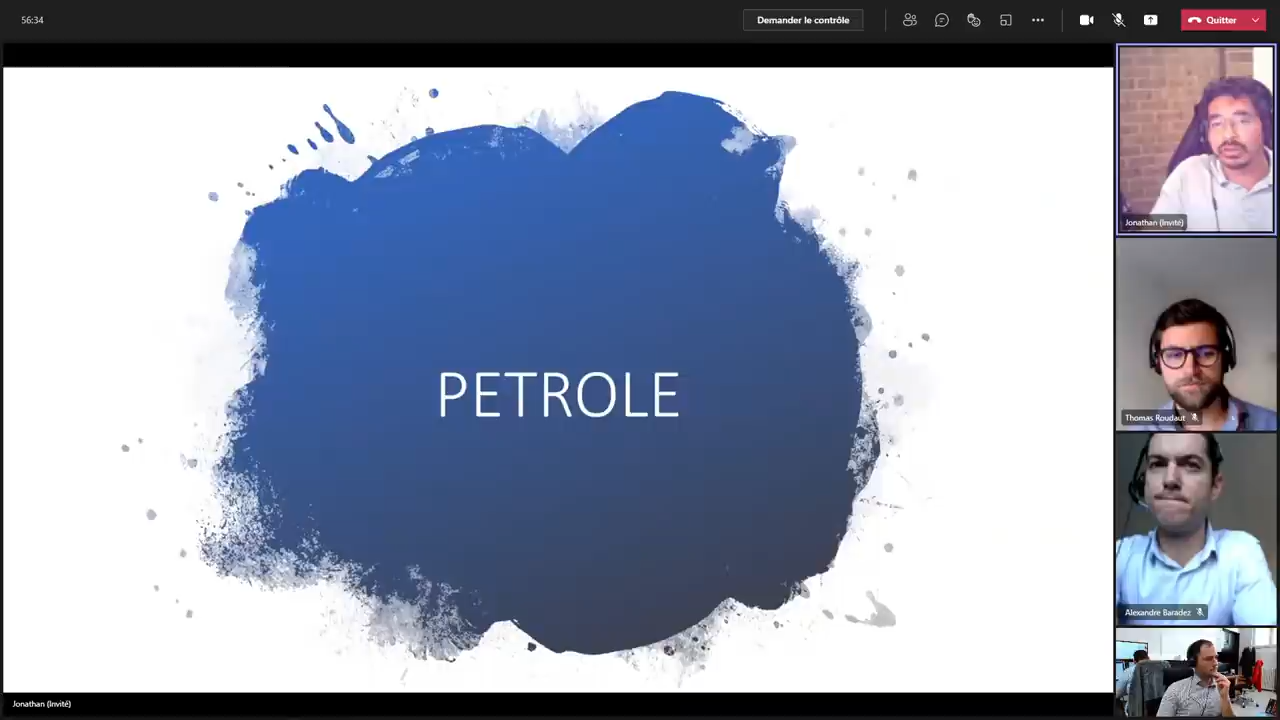 56:34
Demander le contrôle
Quitter
PETROLE
Jonathan (Invité)
Thomas Roudaut
Alexandre Baradez
Jonathan (Invité)